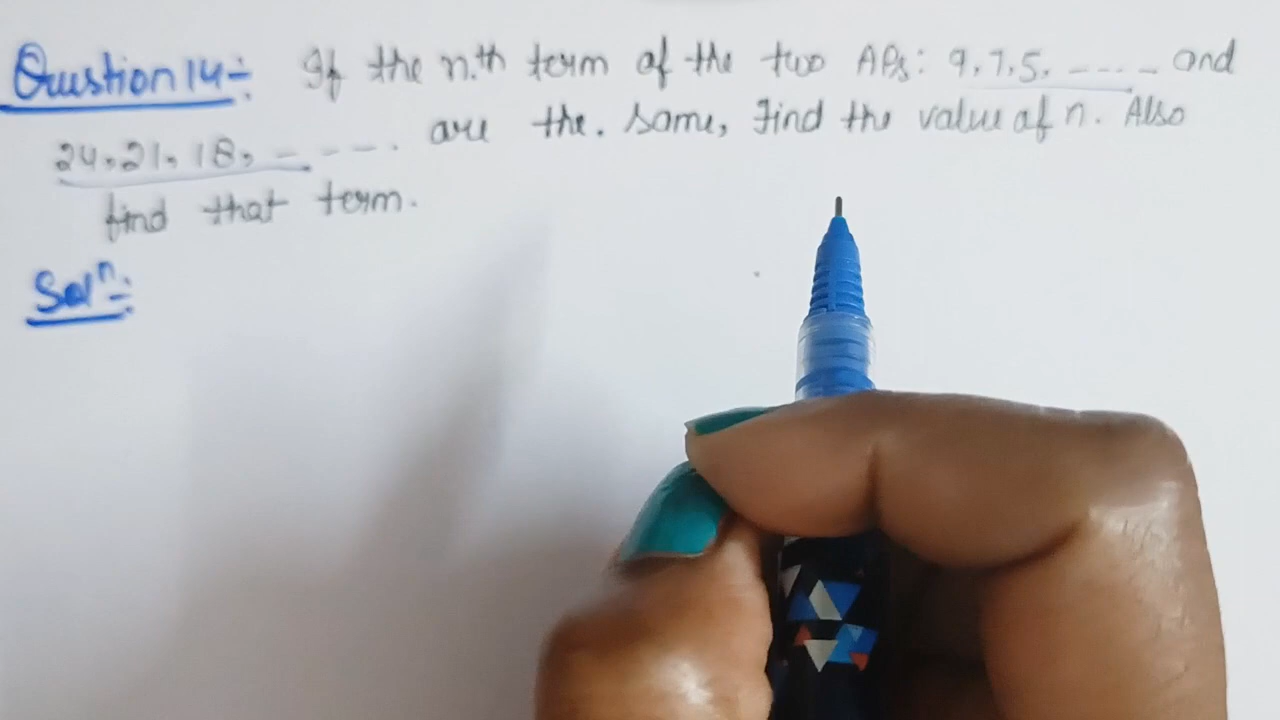 Question 14:- If the n.th term of the two APs: 9,7,5, ----- and
24,21,18, ----. are the. same, Find the value of n. Also
find that term.
Solⁿ:-